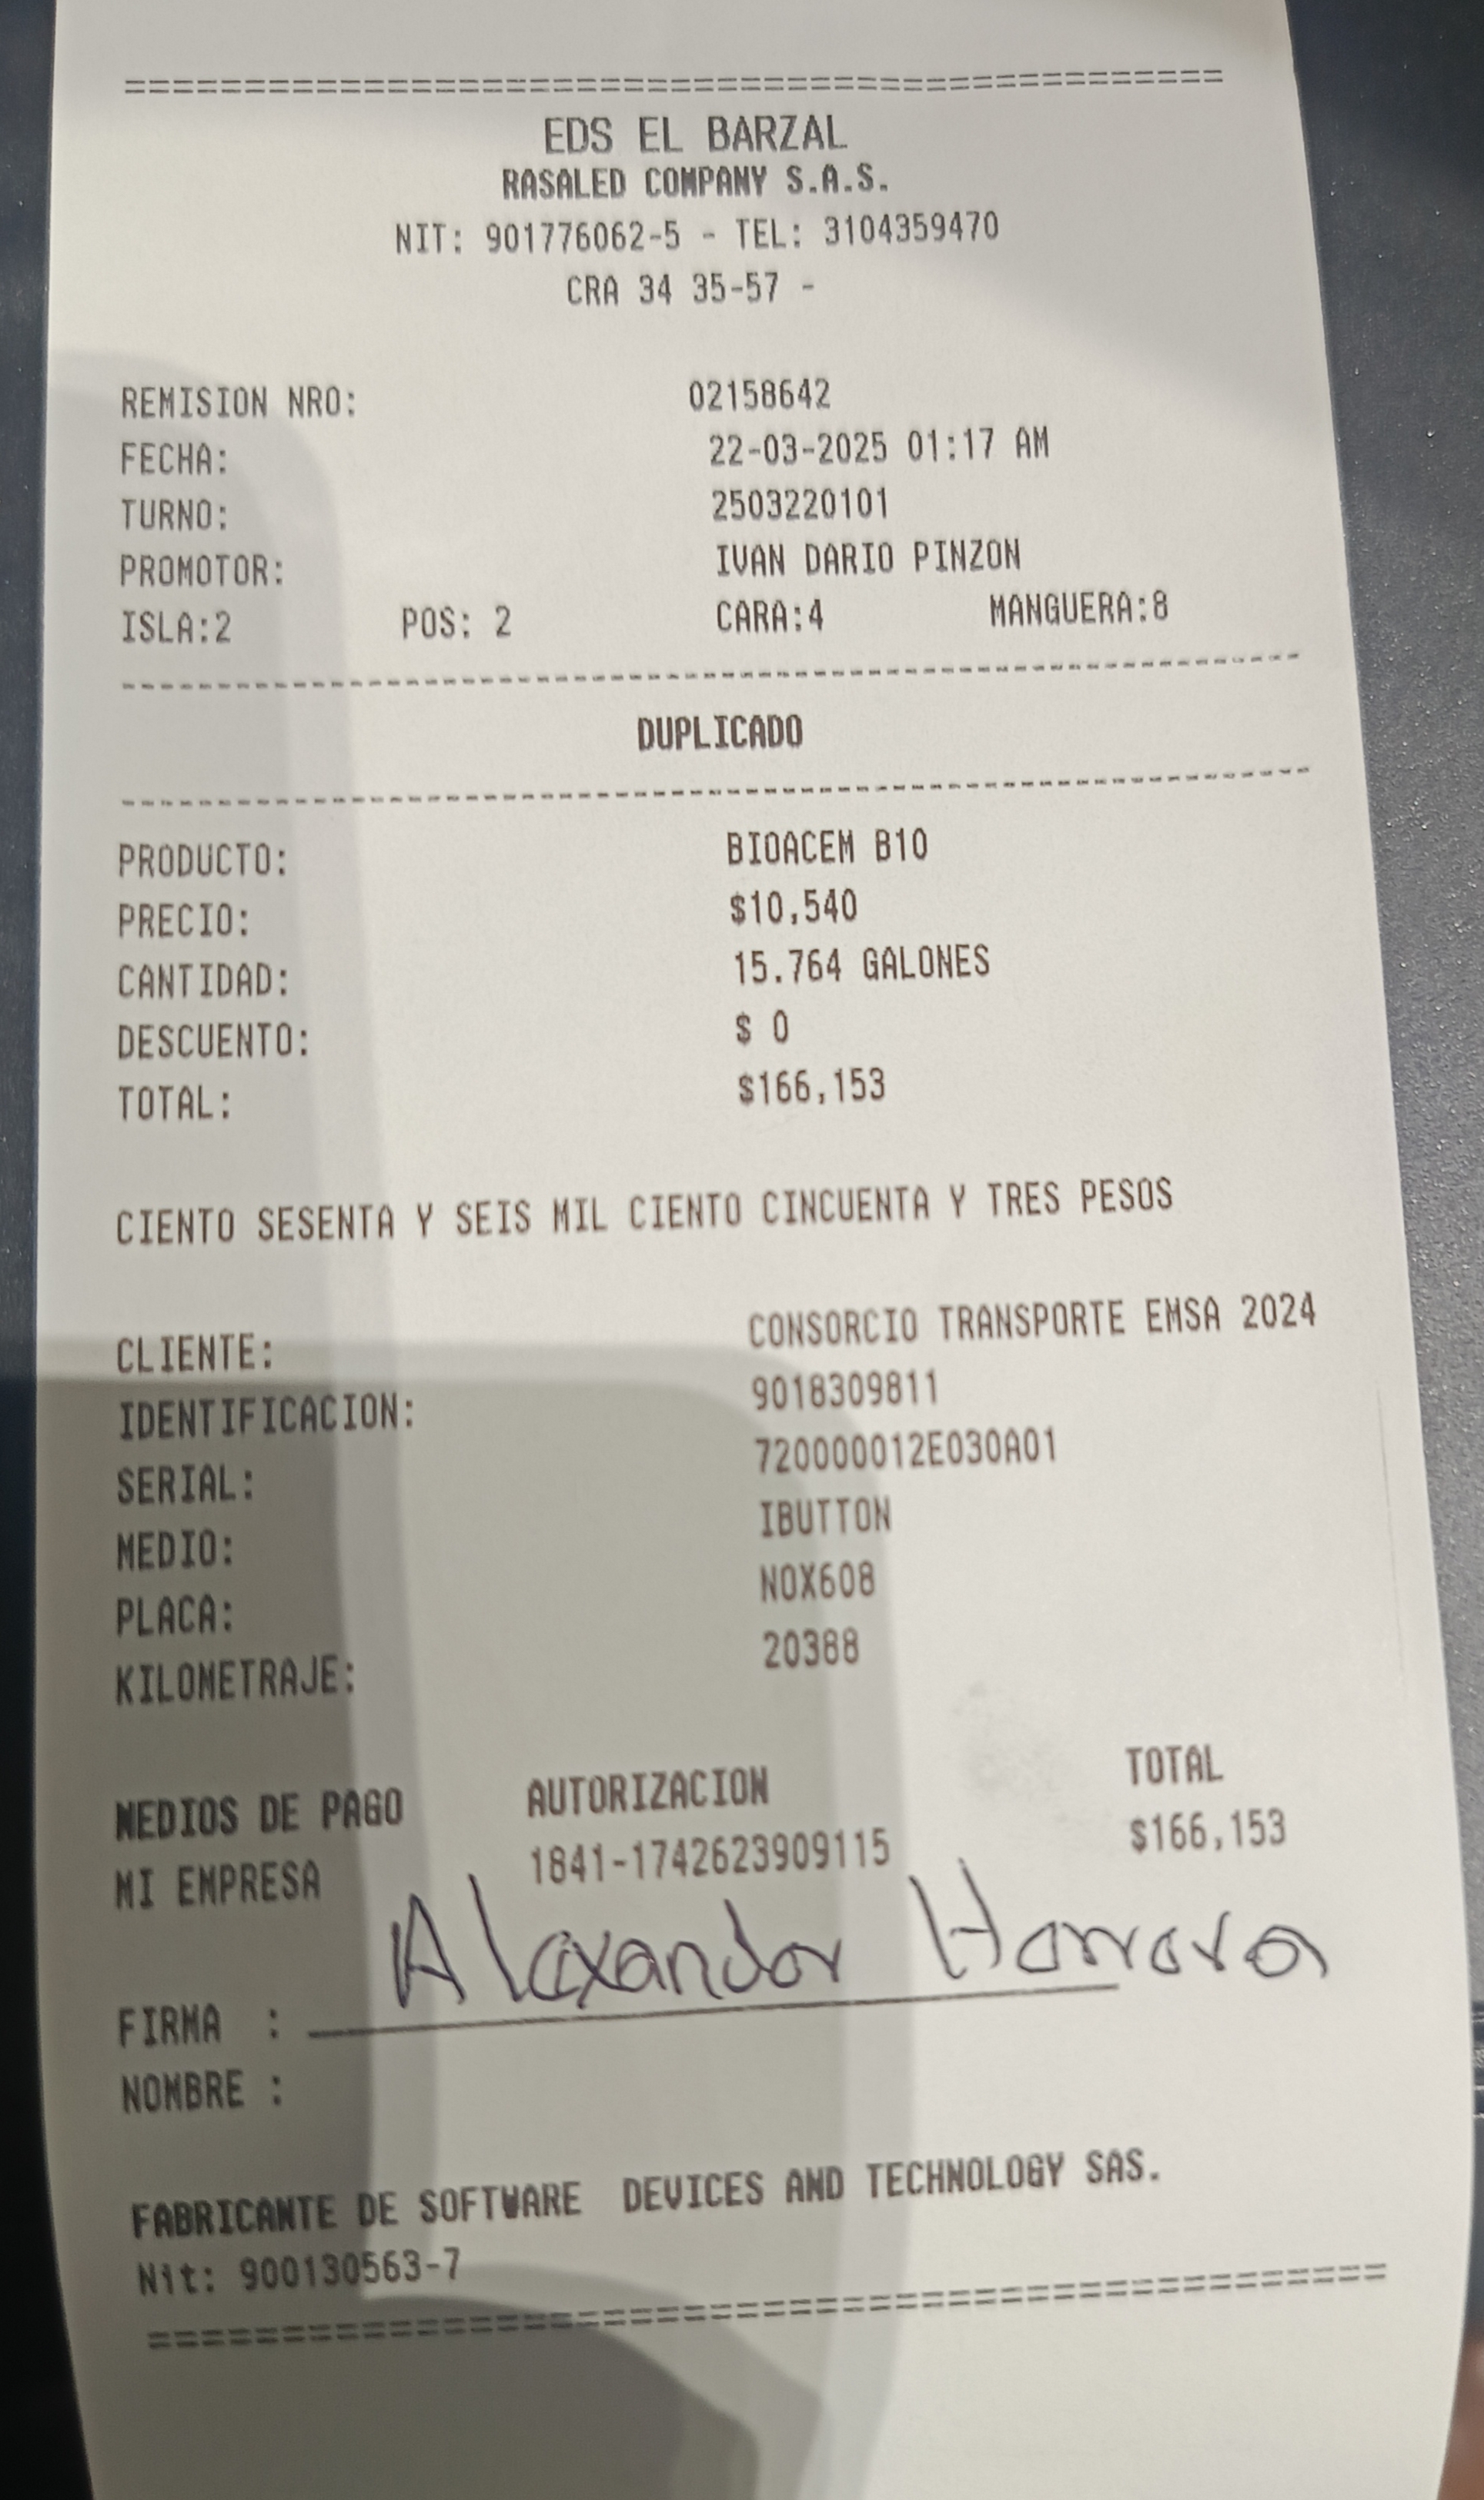 ================================================
EDS EL BARZAL
RASALED COMPANY S.A.S.
NIT: 901776062-5 - TEL: 3104359470
CRA 34 35-57 -
REMISION NRO: 02158642
FECHA: 22-03-2025 01:17 AM
TURNO: 2503220101
PROMOTOR: IVAN DARIO PINZON
ISLA:2 POS: 2 CARA:4 MANGUERA:8
------------------------------------------------
DUPLICADO
------------------------------------------------
PRODUCTO: BIOACEM B10
PRECIO: $10,540
CANTIDAD: 15.764 GALONES
DESCUENTO: $ 0
TOTAL: $166,153
CIENTO SESENTA Y SEIS MIL CIENTO CINCUENTA Y TRES PESOS
CLIENTE: CONSORCIO TRANSPORTE EMSA 2024
IDENTIFICACION: 9018309811
SERIAL: 720000012E030A01
MEDIO: IBUTTON
PLACA: NOX608
KILOMETRAJE: 20388
MEDIOS DE PAGO AUTORIZACION TOTAL
MI EMPRESA 1841-1742623909115 $166,153
FIRMA : Alexander Herrera
NOMBRE :
FABRICANTE DE SOFTWARE DEVICES AND TECHNOLOGY SAS.
Nit: 900130563-7
================================================